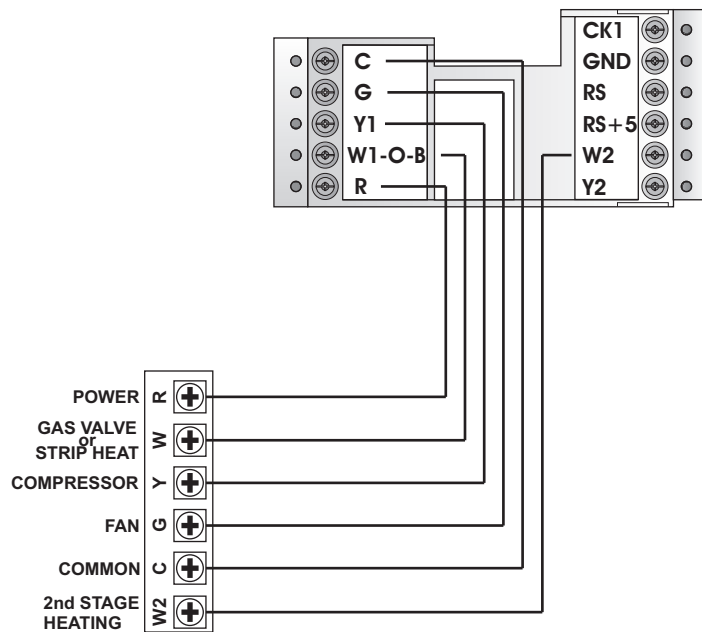 C
G
Y1
W1-O-B
R
CK1
GND
RS
RS+5
W2
Y2
POWER R
GAS VALVE
or
STRIP HEAT W
COMPRESSOR Y
FAN G
COMMON C
2nd STAGE
HEATING W2